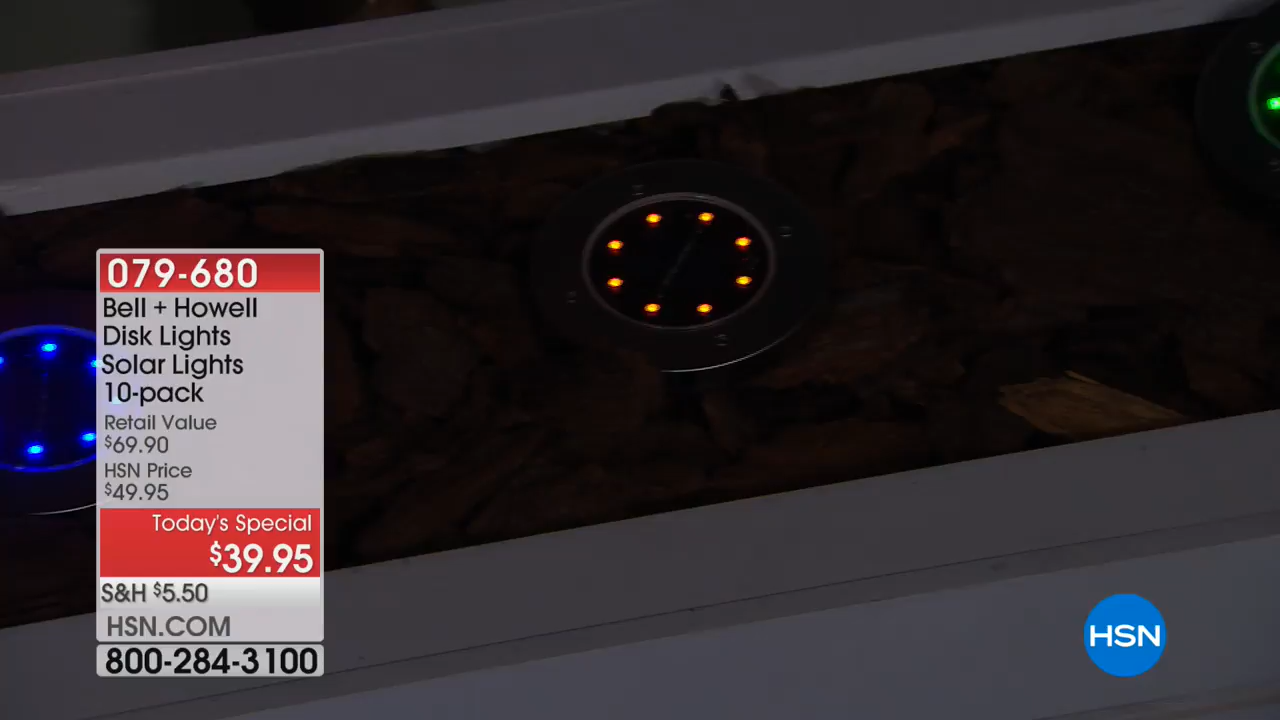 079-680
Bell + Howell
Disk Lights
Solar Lights
10-pack
Retail Value
$69.90
HSN Price
$49.95
Today's Special
$39.95
S&H $5.50
HSN.COM
800-284-3100
HSN